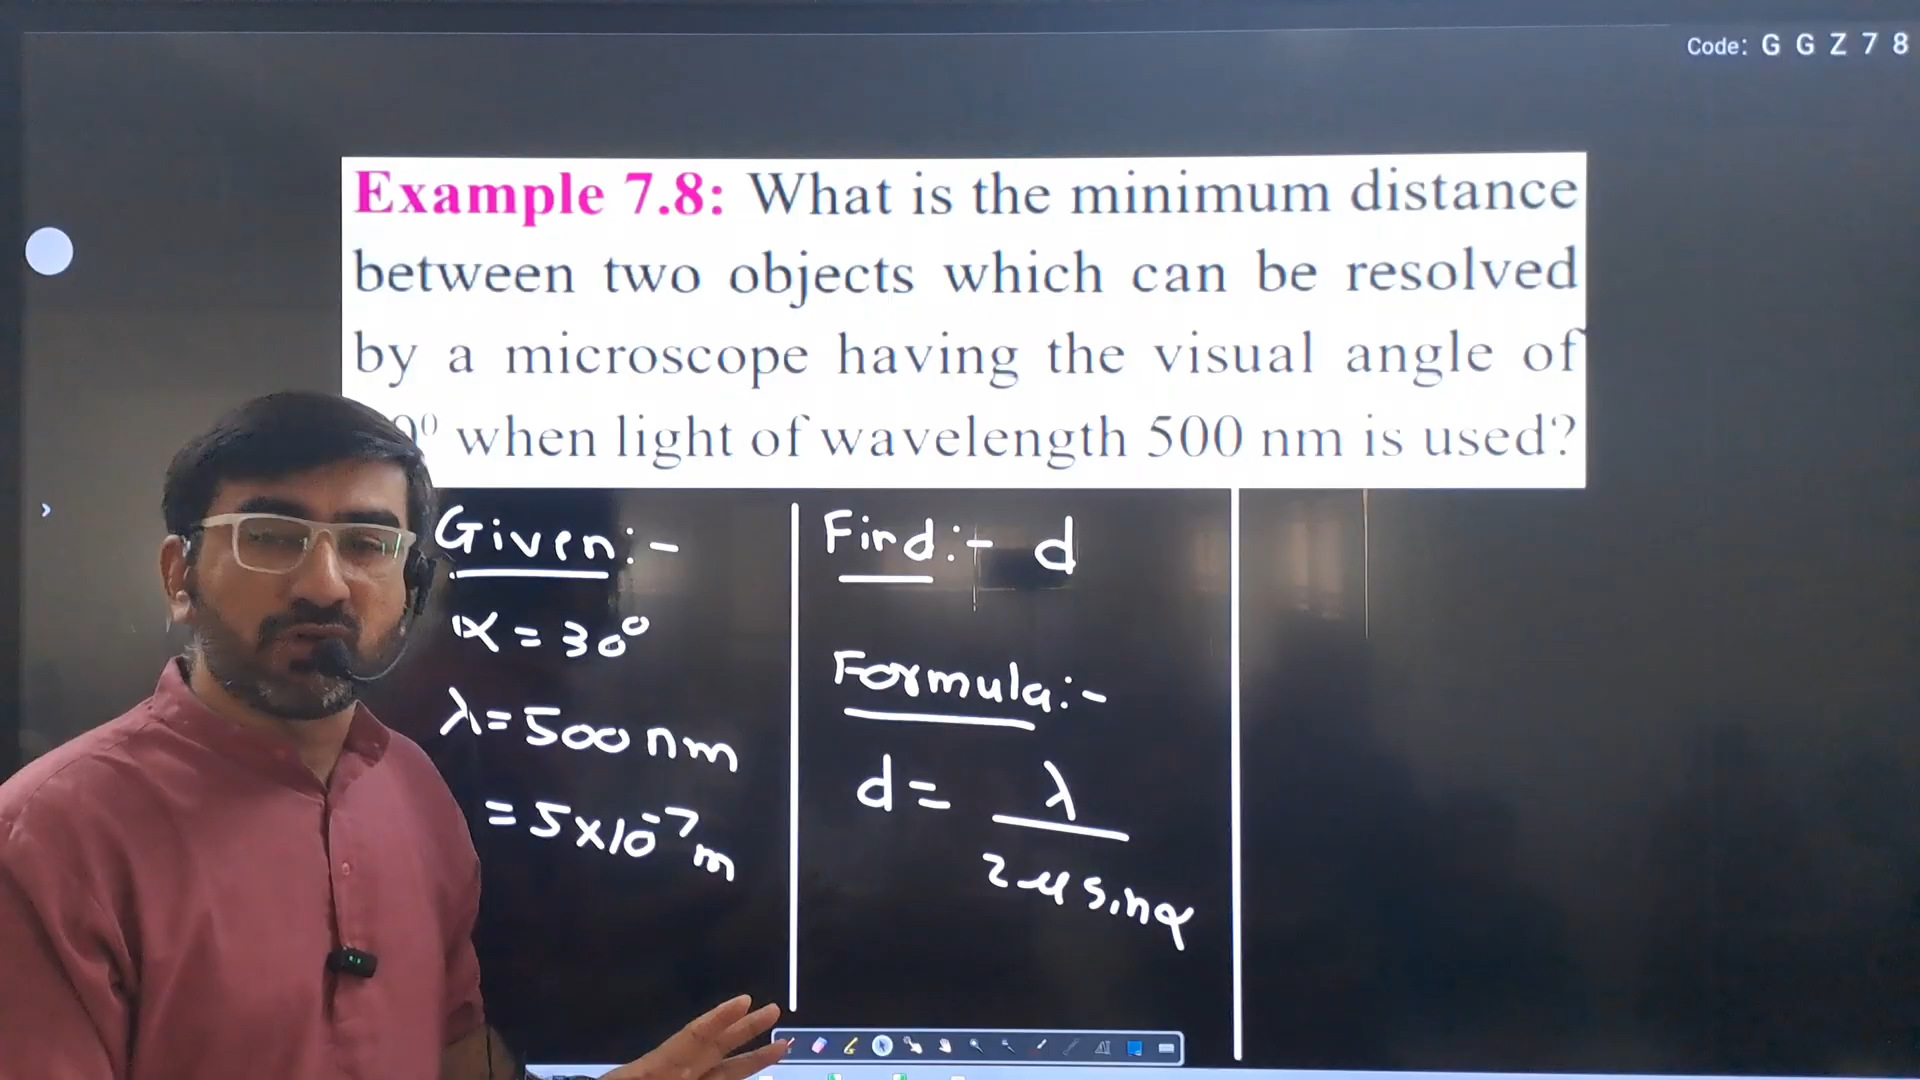 Code: G G Z 7 8
Example 7.8: What is the minimum distance
between two objects which can be resolved
by a microscope having the visual angle of
0⁰ when light of wavelength 500 nm is used?
Given:-
α = 30°
λ = 500 nm
= 5×10⁻⁷ m
Find:- d
Formula:-
d = λ / 2μ sinα